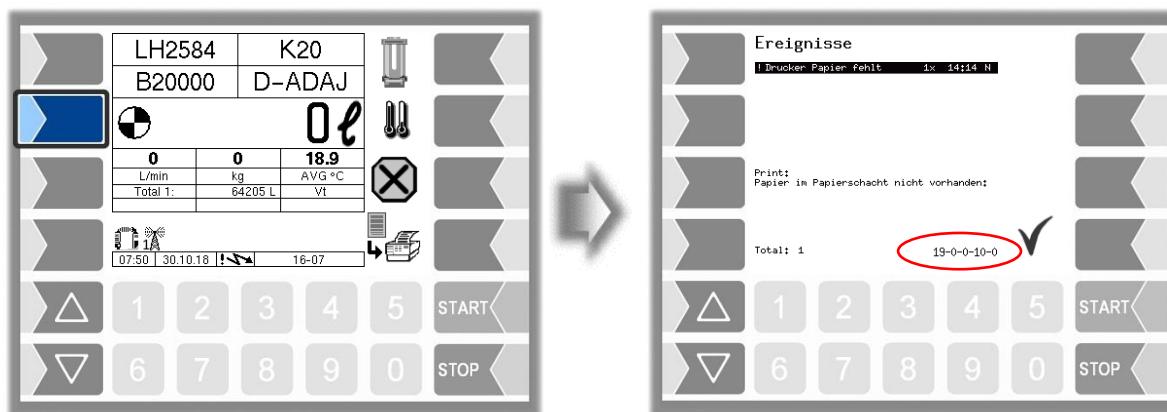 LH2584 K20
B20000 D-ADAJ
0 ℓ
0 0 18.9
L/min kg AVG °C
Total 1: 64205 L Vt
1
07:50 30.10.18 ! 16-07
1 2 3 4 5 START
6 7 8 9 0 STOP
Ereignisse
! Drucker Papier fehlt 1x 14:14 N
Print:
Papier im Papierschacht nicht vorhanden:
Total: 1 19-0-0-10-0
1 2 3 4 5 START
6 7 8 9 0 STOP